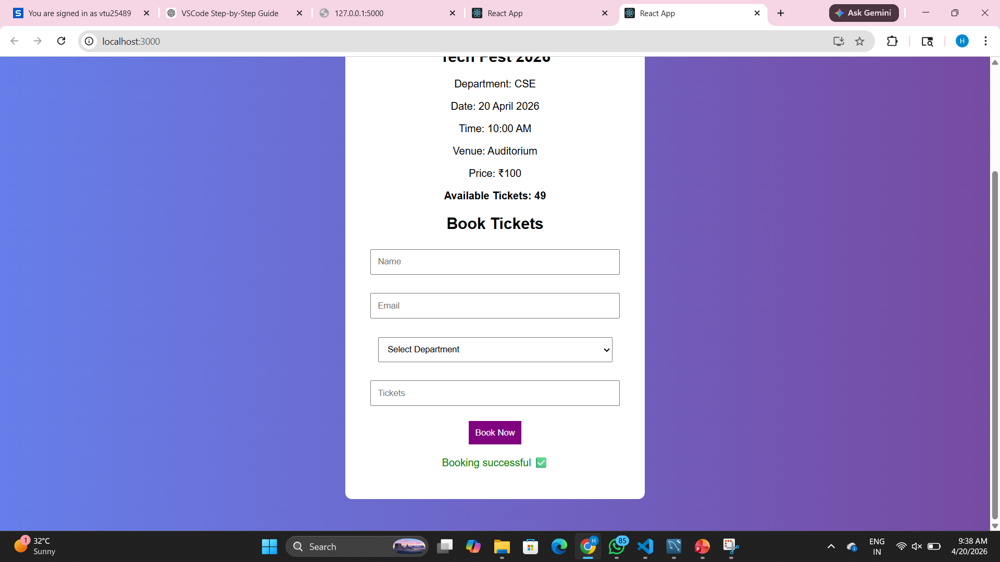 You are signed in as vtu25489
VSCode Step-by-Step Guide
127.0.0.1:5000
React App
React App
Ask Gemini
localhost:3000
H
Tech Fest 2026
Department: CSE
Date: 20 April 2026
Time: 10:00 AM
Venue: Auditorium
Price: ₹100
Available Tickets: 49
Book Tickets
Name
Email
Select Department
Tickets
Book Now
Booking successful ✅
1
32°C
Sunny
Search
H
85
ENG
IN
9:38 AM
4/20/2026